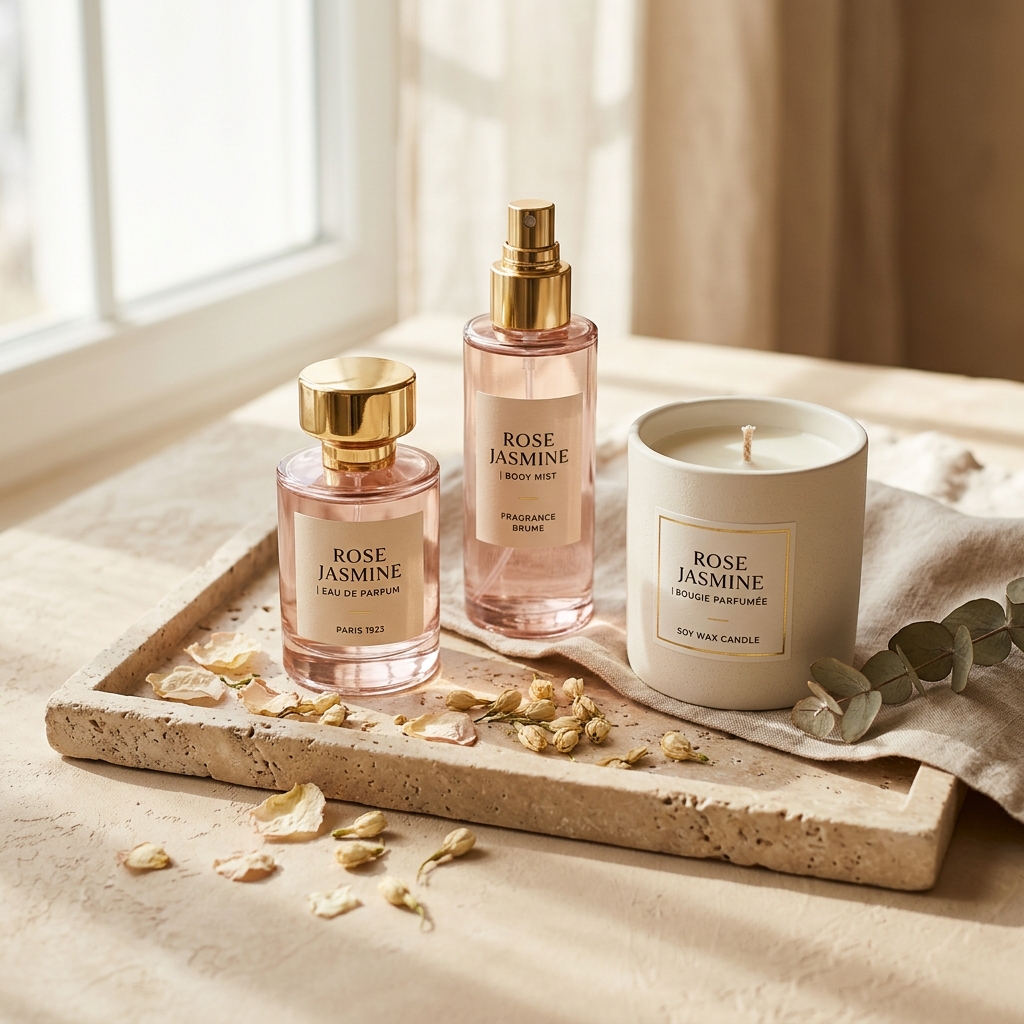 ROSE
JASMINE
| EAU DE PARFUM
PARIS 1923
ROSE
JASMINE
| BODY MIST
FRAGRANCE
BRUME
ROSE
JASMINE
| BOUGIE PARFUMÉE
SOY WAX CANDLE